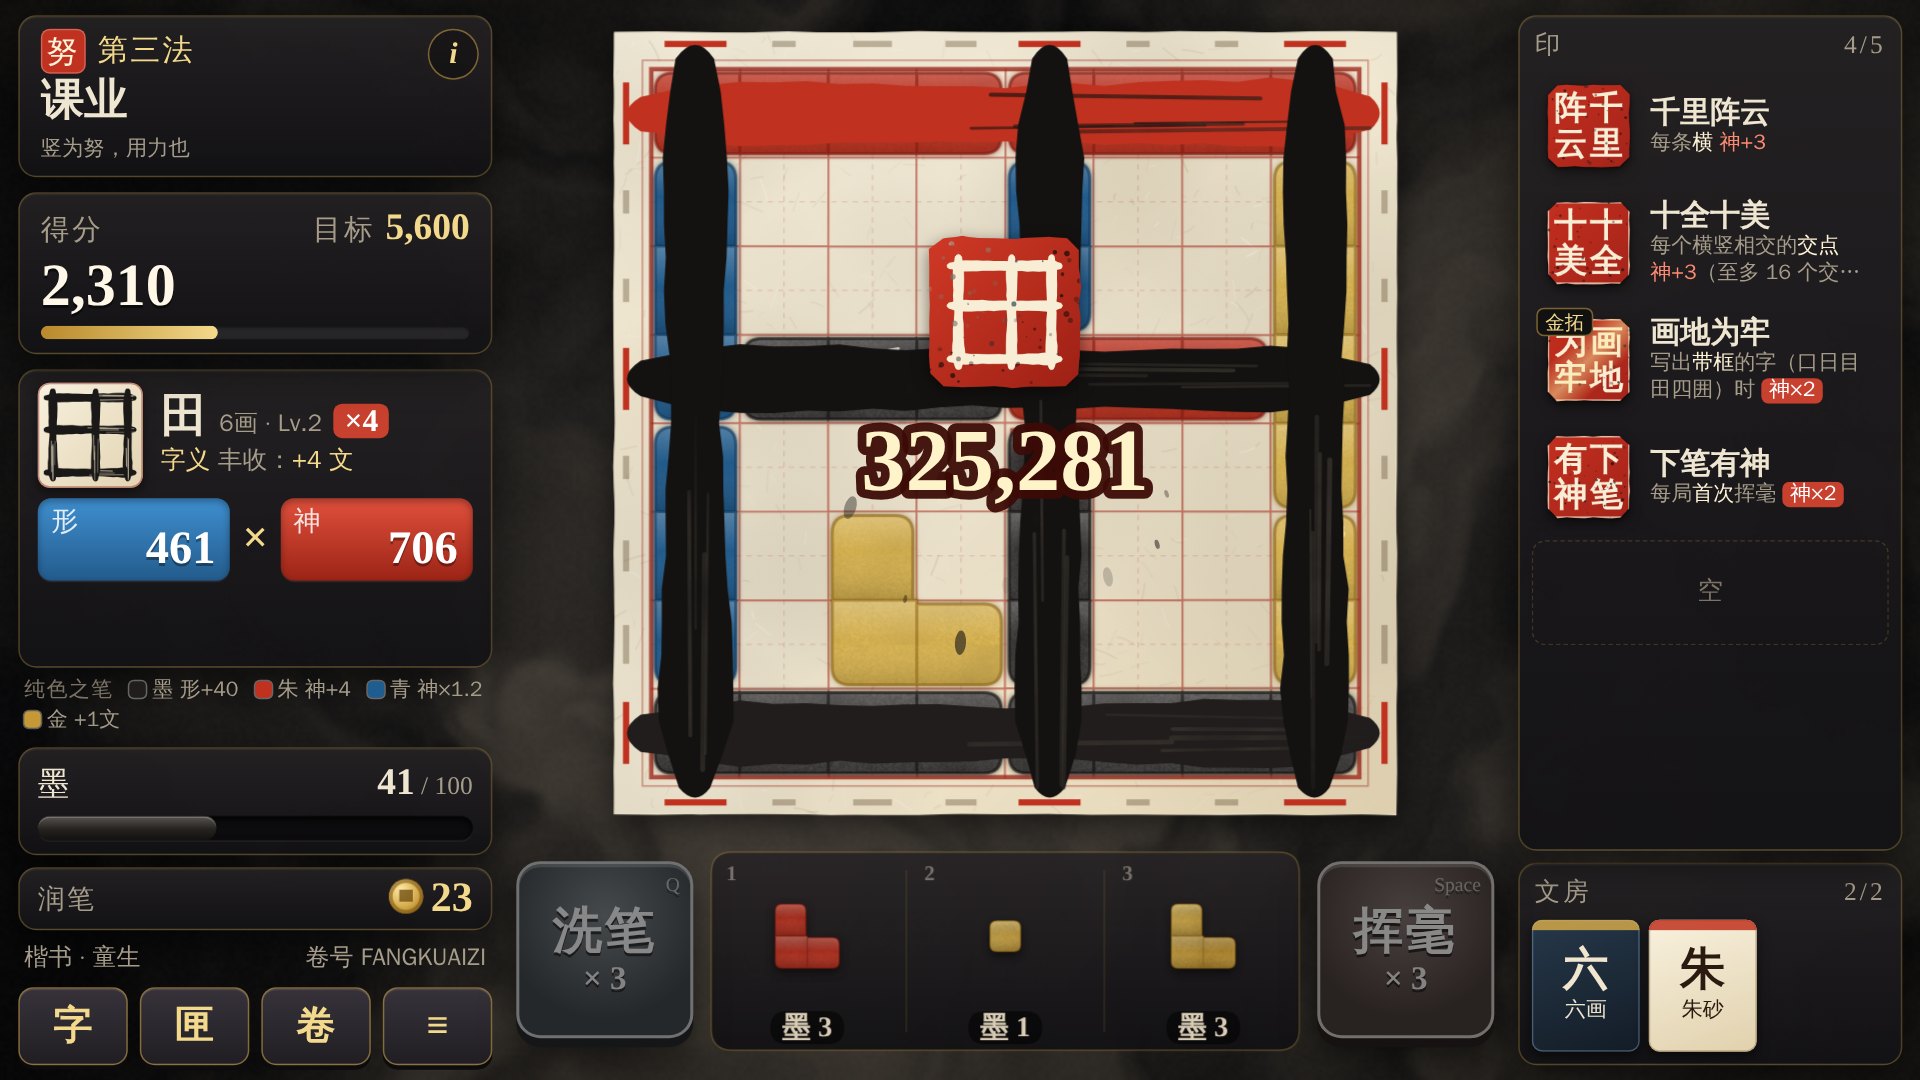 努 第三法
i
课业
竖为努，用力也
得分
目标 5,600
2,310
田 6画 · Lv.2 ×4
字义 丰收：+4 文
形 461 × 神 706
纯色之笔 墨 形+40 朱 神+4 青 神×1.2
金 +1文
墨 41 / 100
润笔 23
楷书 · 童生 卷号 FANGKUAIZI
字 匣 卷 ≡
田
325,281
Q
洗笔
× 3
1 2 3
墨 3 墨 1 墨 3
Space
挥毫
× 3
印 4/5
阵千
云里
千里阵云
每条横 神+3
十十
美全
十全十美
每个横竖相交的交点
神+3（至多 16 个交…
金拓
为画
牢地
画地为牢
写出带框的字（口日目
田四囲）时 神×2
有下
神笔
下笔有神
每局首次挥毫 神×2
空
文房 2/2
六
六画
朱
朱砂